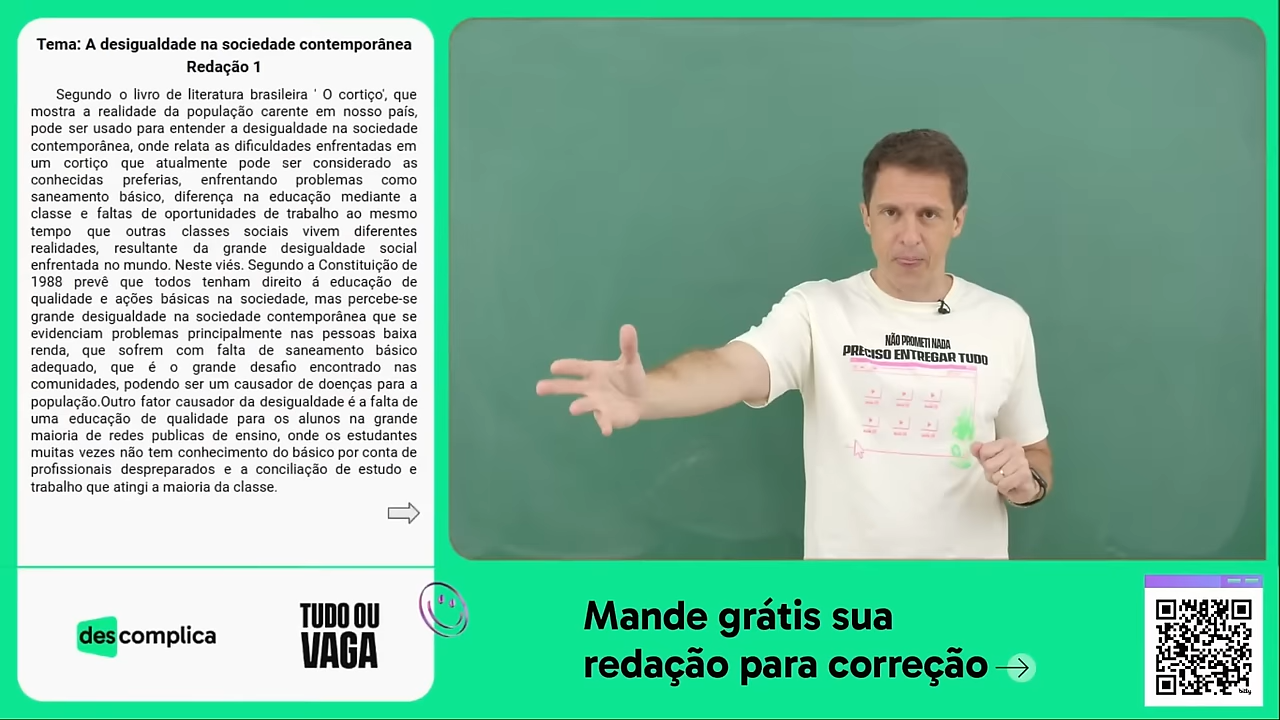 Tema: A desigualdade na sociedade contemporânea
Redação 1
Segundo o livro de literatura brasileira ' O cortiço', que
mostra a realidade da população carente em nosso país,
pode ser usado para entender a desigualdade na sociedade
contemporânea, onde relata as dificuldades enfrentadas em
um cortiço que atualmente pode ser considerado as
conhecidas preferias, enfrentando problemas como
saneamento básico, diferença na educação mediante a
classe e faltas de oportunidades de trabalho ao mesmo
tempo que outras classes sociais vivem diferentes
realidades, resultante da grande desigualdade social
enfrentada no mundo. Neste viés. Segundo a Constituição de
1988 prevê que todos tenham direito á educação de
qualidade e ações básicas na sociedade, mas percebe-se
grande desigualdade na sociedade contemporânea que se
evidenciam problemas principalmente nas pessoas baixa
renda, que sofrem com falta de saneamento básico
adequado, que é o grande desafio encontrado nas
comunidades, podendo ser um causador de doenças para a
população.Outro fator causador da desigualdade é a falta de
uma educação de qualidade para os alunos na grande
maioria de redes publicas de ensino, onde os estudantes
muitas vezes não tem conhecimento do básico por conta de
profissionais despreparados e a conciliação de estudo e
trabalho que atingi a maioria da classe.
NÃO PROMETI NADA
PRECISO ENTREGAR TUDO
descomplica
TUDO OU
VAGA
Mande grátis sua
redação para correção
bitly